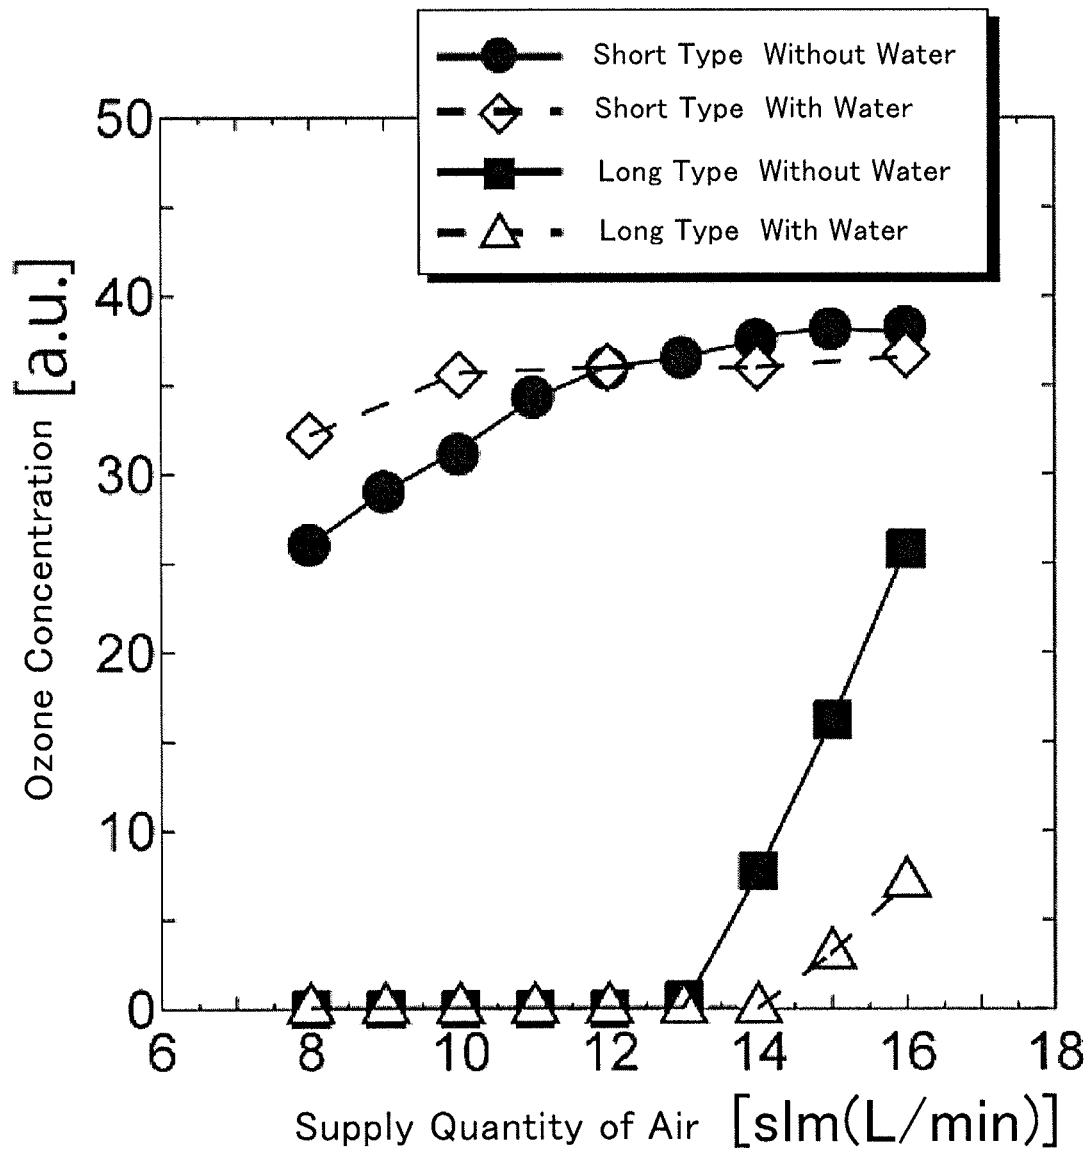 Short Type Without Water
Short Type With Water
Long Type Without Water
Long Type With Water
50
40
30
20
10
0
6 8 10 12 14 16 18
Ozone Concentration [a.u.]
Supply Quantity of Air [slm(L/min)]